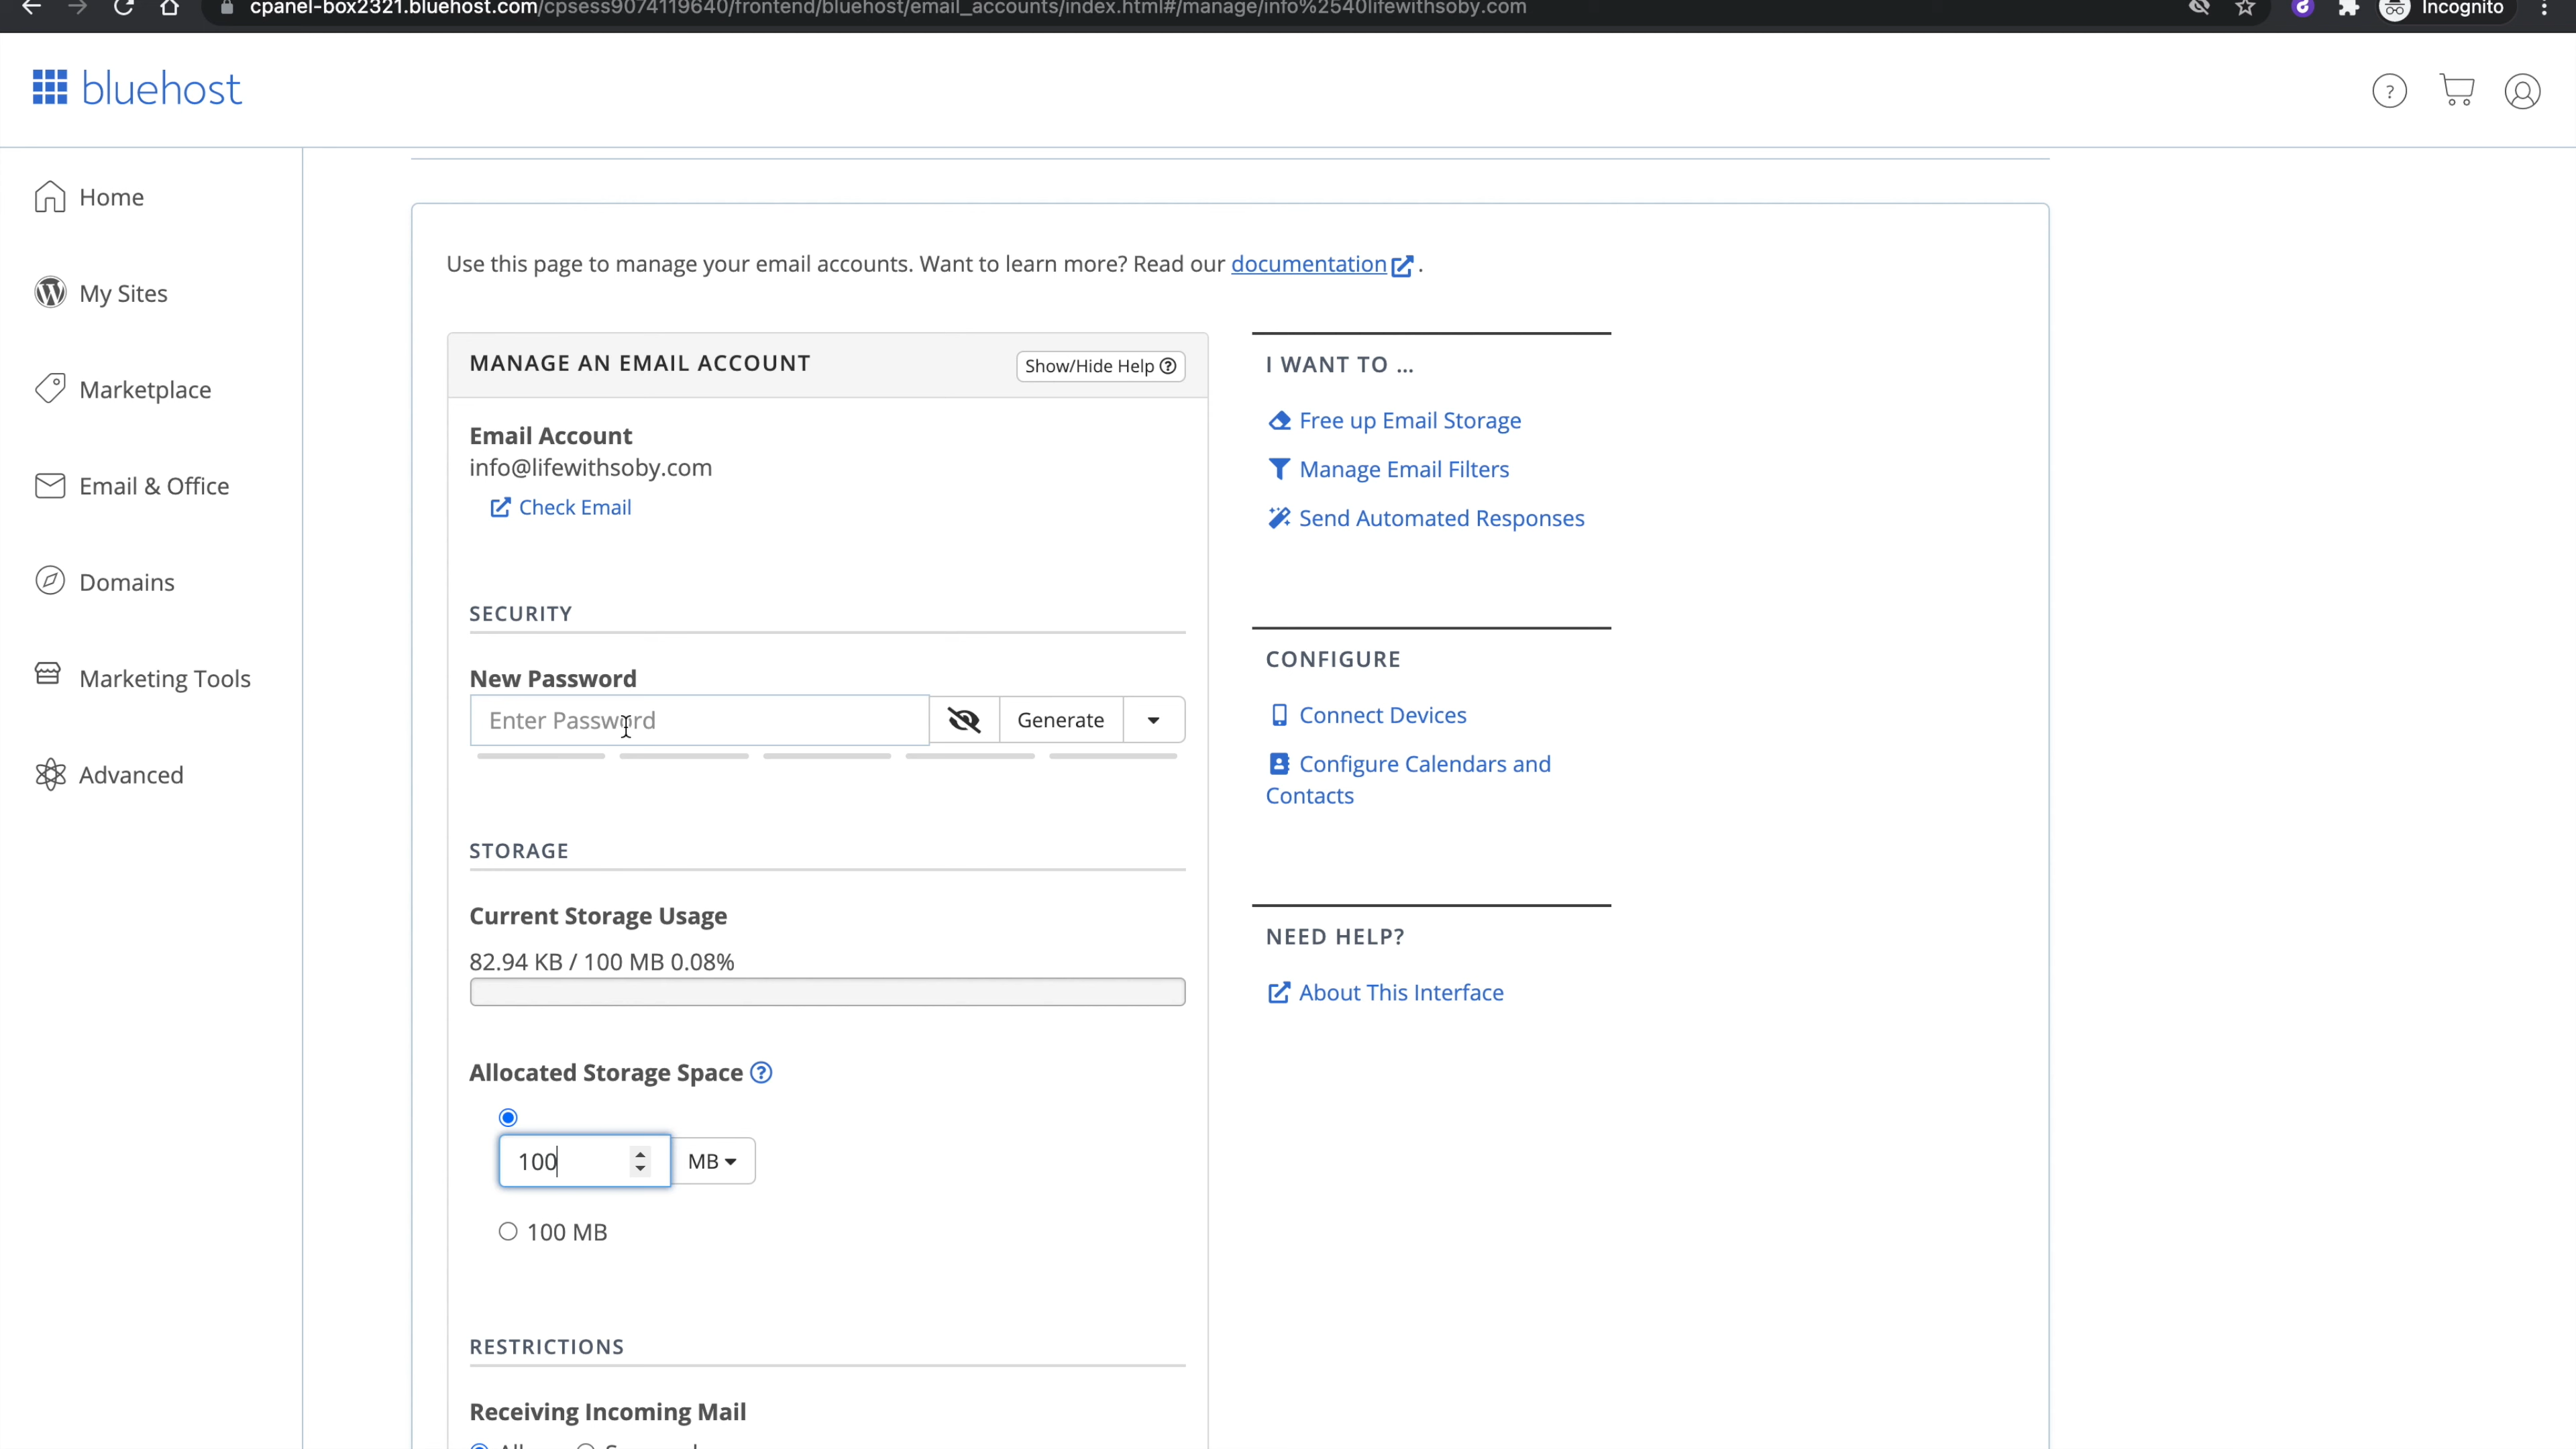 cpanel-box2321.bluehost.com/cpsess9074119640/frontend/bluehost/email_accounts/index.html#/manage/info%2540lifewithsoby.com
Incognito
bluehost
Home
My Sites
Marketplace
Email & Office
Domains
Marketing Tools
Advanced
Use this page to manage your email accounts. Want to learn more? Read our documentation .
MANAGE AN EMAIL ACCOUNT
Show/Hide Help
Email Account
info@lifewithsoby.com
Check Email
SECURITY
New Password
Enter Password
Generate
STORAGE
Current Storage Usage
82.94 KB / 100 MB 0.08%
Allocated Storage Space
100
MB
100 MB
RESTRICTIONS
Receiving Incoming Mail
I WANT TO ...
Free up Email Storage
Manage Email Filters
Send Automated Responses
CONFIGURE
Connect Devices
Configure Calendars and
Contacts
NEED HELP?
About This Interface